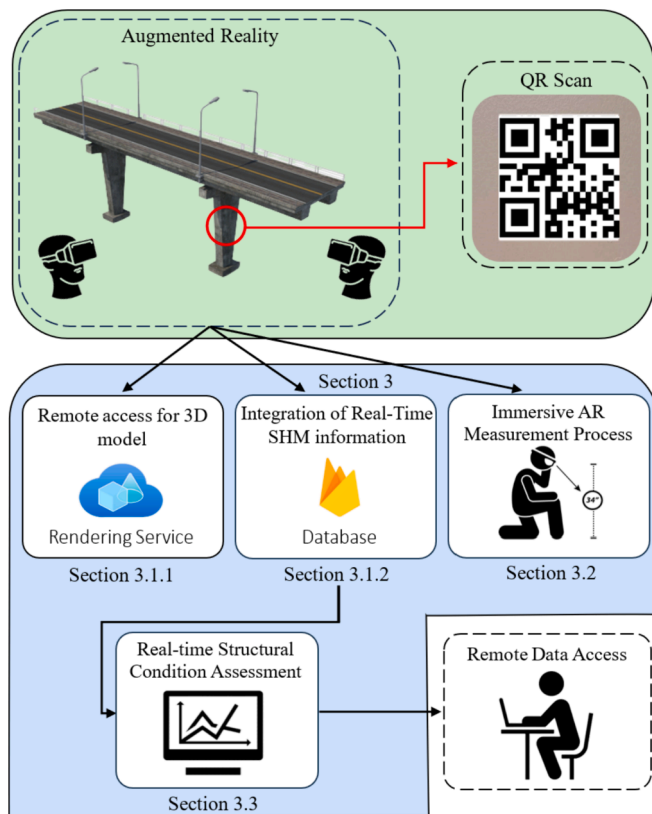 Augmented Reality
QR Scan
Section 3
Remote access for 3D
model
Rendering Service
Section 3.1.1
Integration of Real-Time
SHM information
Database
Section 3.1.2
Immersive AR
Measurement Process
34"
Section 3.2
Real-time Structural
Condition Assessment
Section 3.3
Remote Data Access